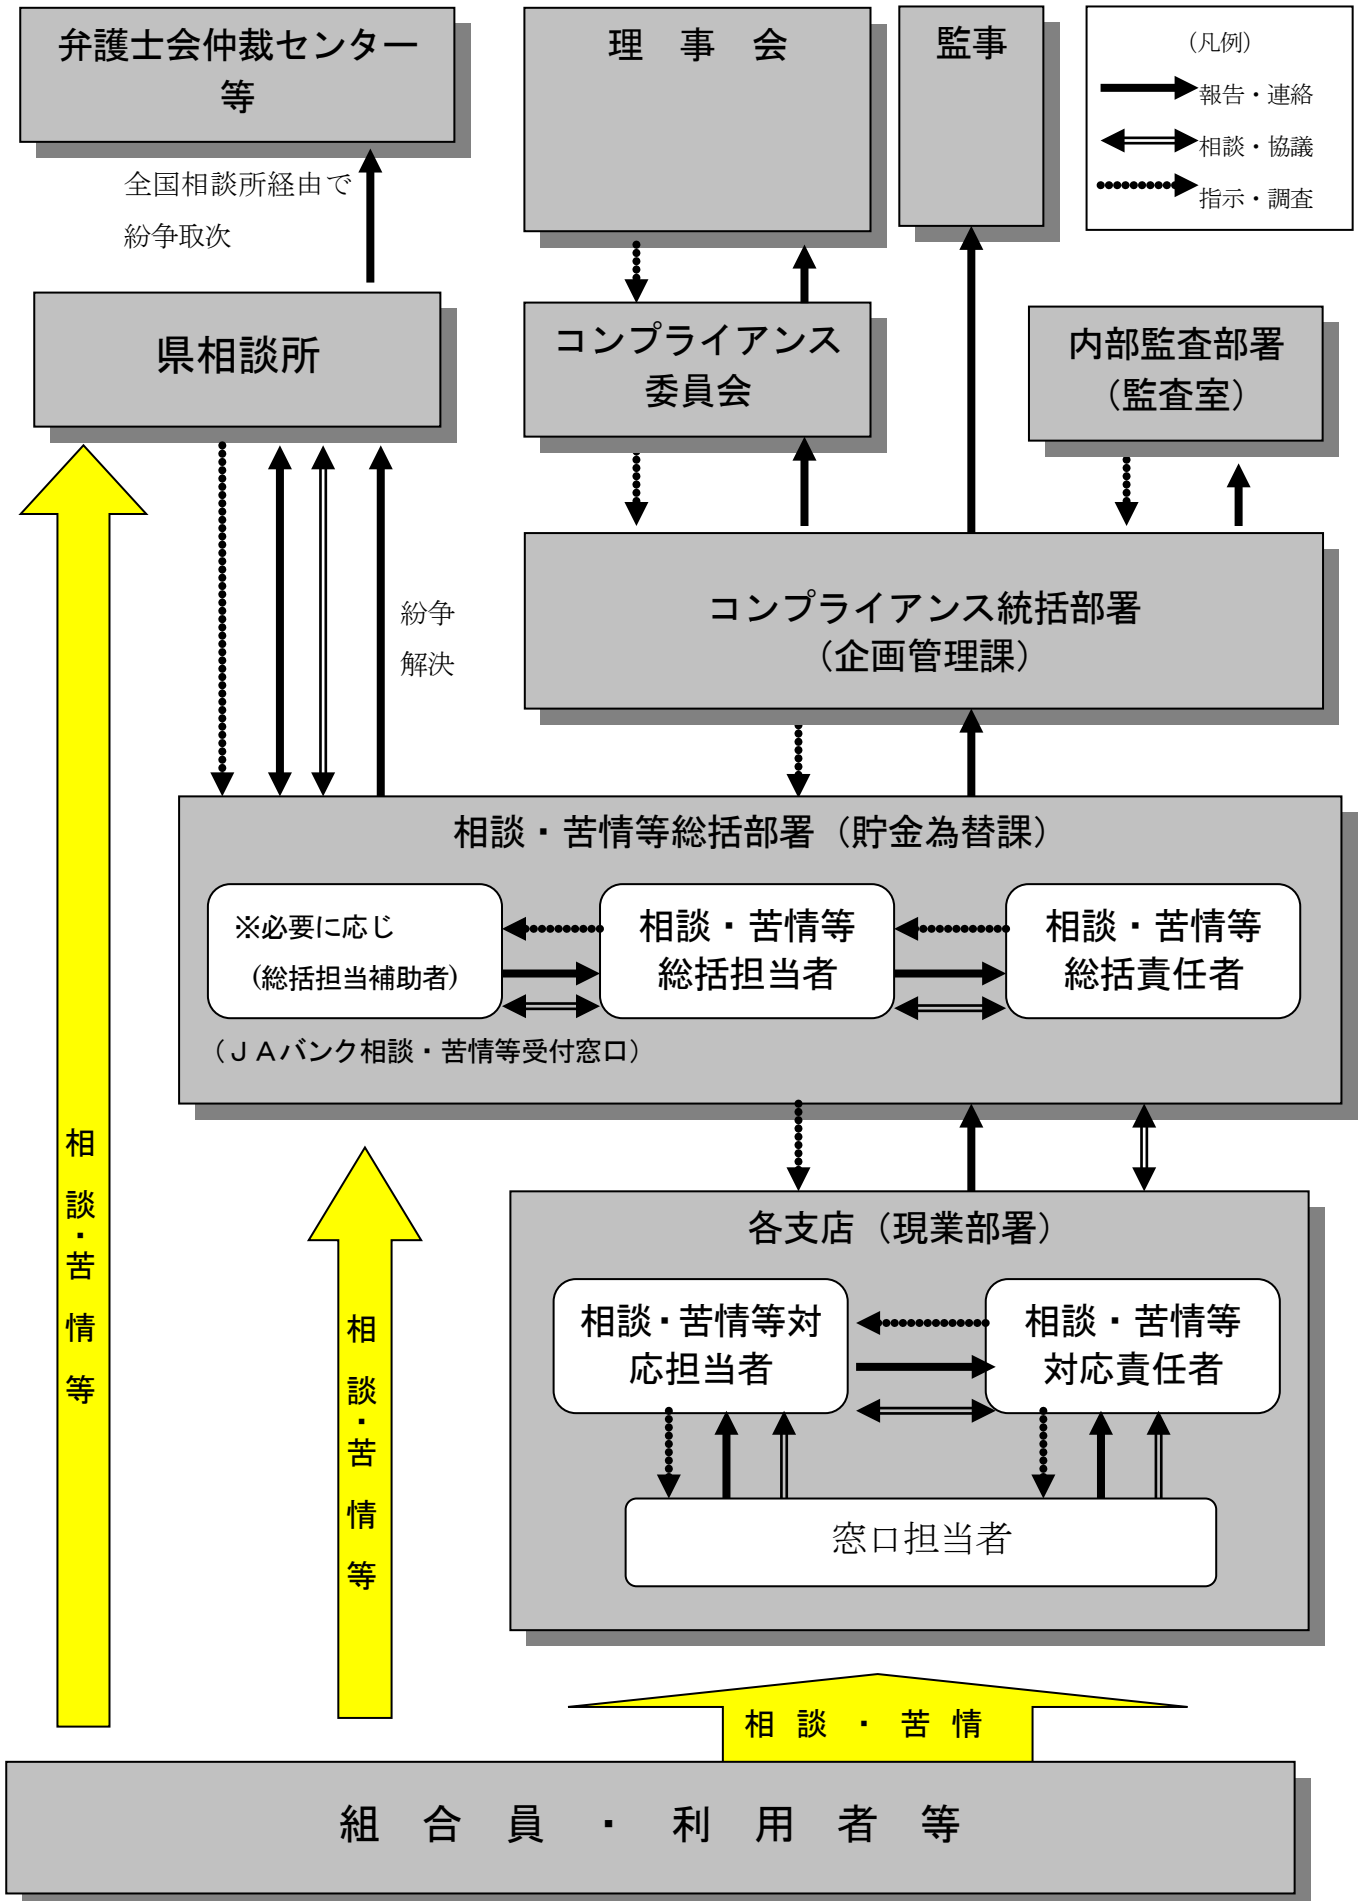 弁護士会仲裁センター
等
理　事　会
監事
（凡例）
報告・連絡
相談・協議
指示・調査
全国相談所経由で
紛争取次
県相談所
コンプライアンス
委員会
内部監査部署
（監査室）
紛争
解決
コンプライアンス統括部署
（企画管理課）
相談・苦情等総括部署（貯金為替課）
※必要に応じ
(総括担当補助者)
相談・苦情等
総括担当者
相談・苦情等
総括責任者
（ＪＡバンク相談・苦情等受付窓口）
相談・苦情等
相談・苦情等
各支店（現業部署）
相談・苦情等対
応担当者
相談・苦情等
対応責任者
窓口担当者
相 談 ・ 苦 情
組　合　員　・　利　用　者　等